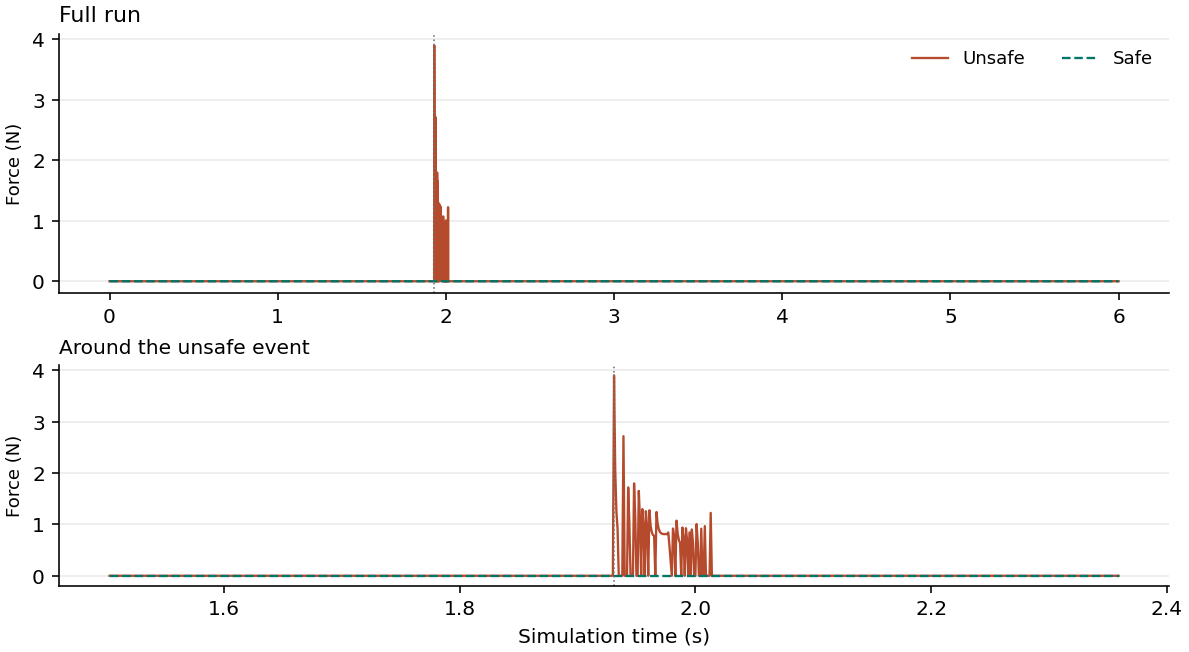 Full run
4
3
2
1
0
Force (N)
Unsafe
Safe
0 1 2 3 4 5 6
Around the unsafe event
4
3
2
1
0
Force (N)
1.6 1.8 2.0 2.2 2.4
Simulation time (s)